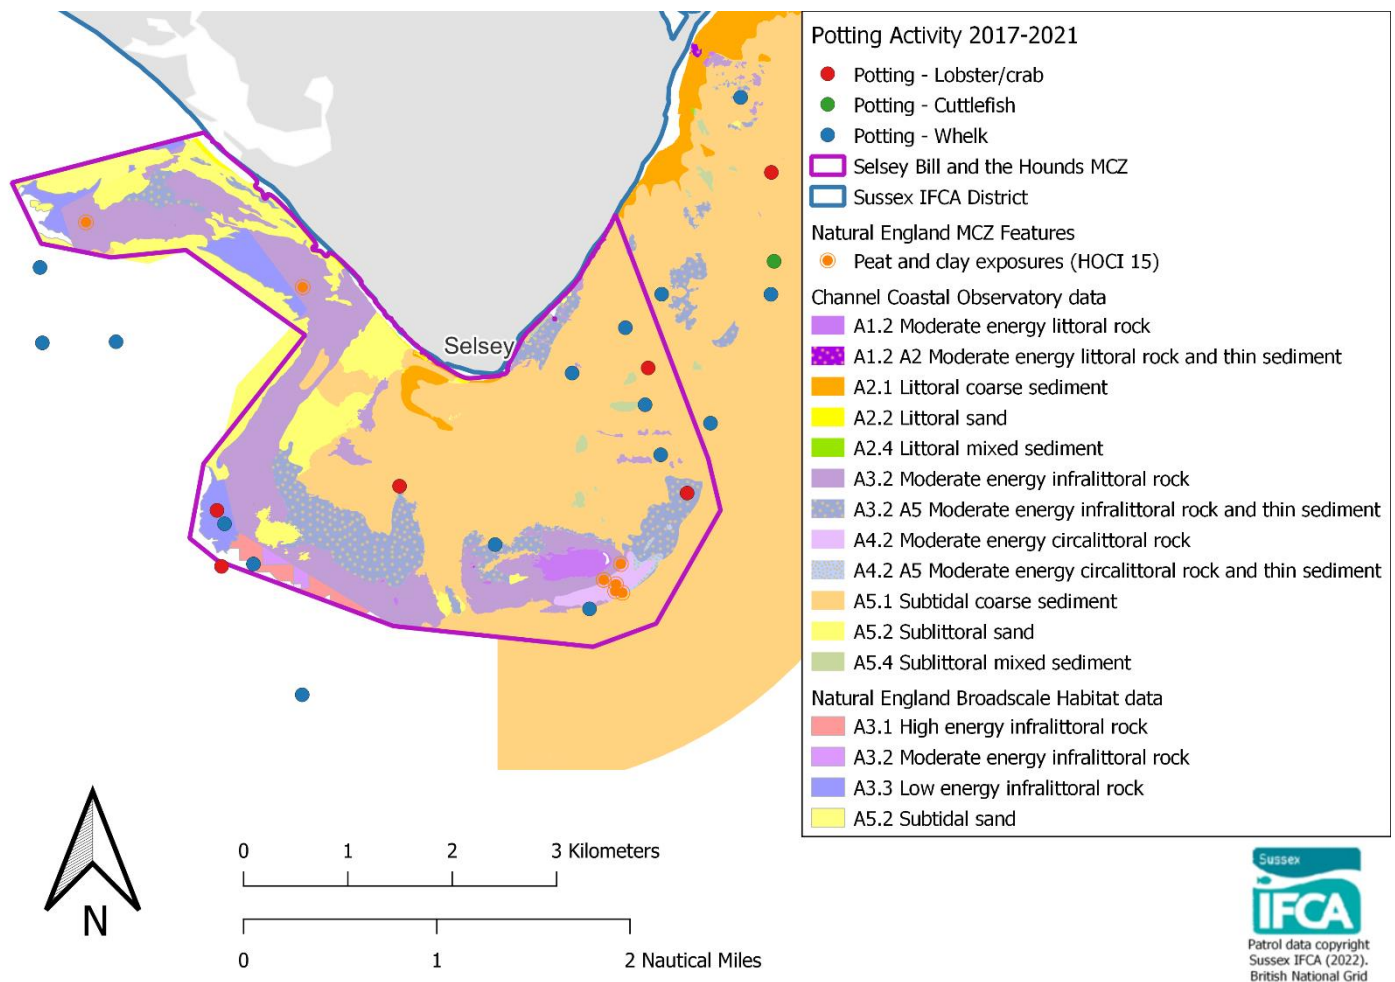 Selsey
Potting Activity 2017-2021
Potting - Lobster/crab
Potting - Cuttlefish
Potting - Whelk
Selsey Bill and the Hounds MCZ
Sussex IFCA District
Natural England MCZ Features
Peat and clay exposures (HOCI 15)
Channel Coastal Observatory data
A1.2 Moderate energy littoral rock
A1.2 A2 Moderate energy littoral rock and thin sediment
A2.1 Littoral coarse sediment
A2.2 Littoral sand
A2.4 Littoral mixed sediment
A3.2 Moderate energy infralittoral rock
A3.2 A5 Moderate energy infralittoral rock and thin sediment
A4.2 Moderate energy circalittoral rock
A4.2 A5 Moderate energy circalittoral rock and thin sediment
A5.1 Subtidal coarse sediment
A5.2 Sublittoral sand
A5.4 Sublittoral mixed sediment
Natural England Broadscale Habitat data
A3.1 High energy infralittoral rock
A3.2 Moderate energy infralittoral rock
A3.3 Low energy infralittoral rock
A5.2 Subtidal sand
N
0 1 2 3 Kilometers
0 1 2 Nautical Miles
Sussex
IFCA
Patrol data copyright
Sussex IFCA (2022).
British National Grid